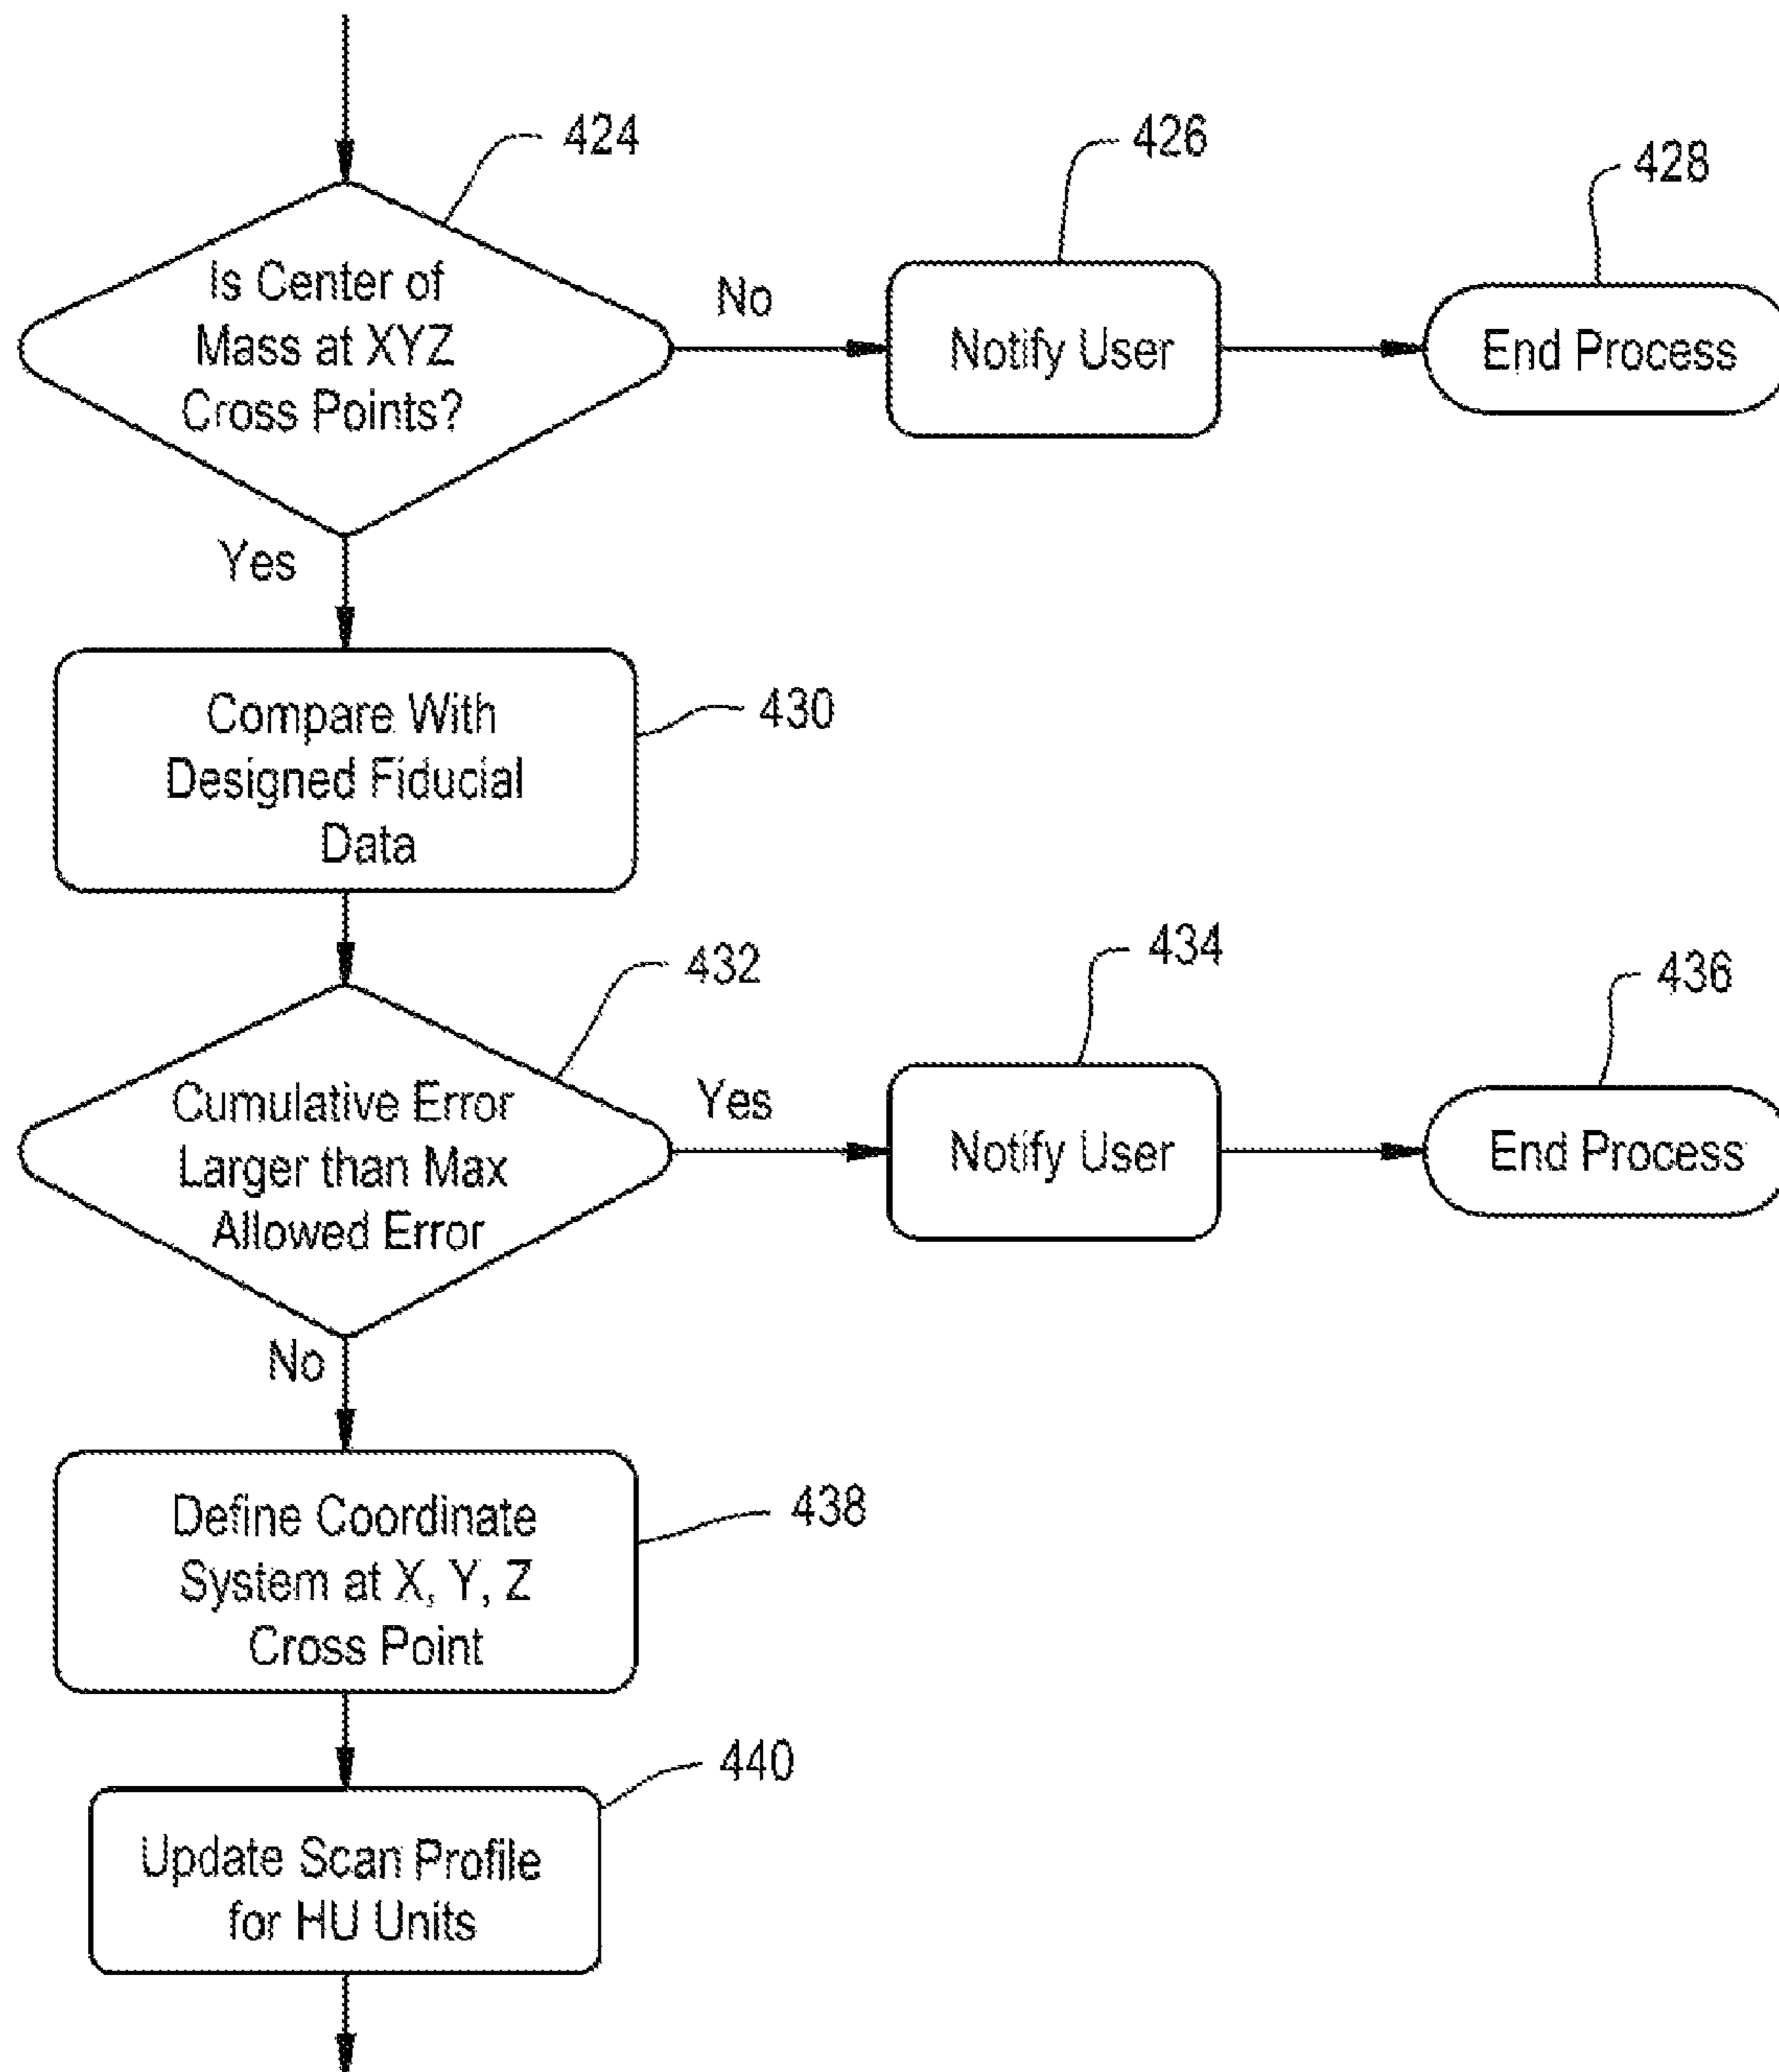 424
Is Center of
Mass at XYZ
Cross Points?
No
426
Notify User
428
End Process
Yes
430
Compare With
Designed Fiducial
Data
432
Cumulative Error
Larger than Max
Allowed Error
Yes
434
Notify User
436
End Process
No
438
Define Coordinate
System at X, Y, Z
Cross Point
440
Update Scan Profile
for HU Units